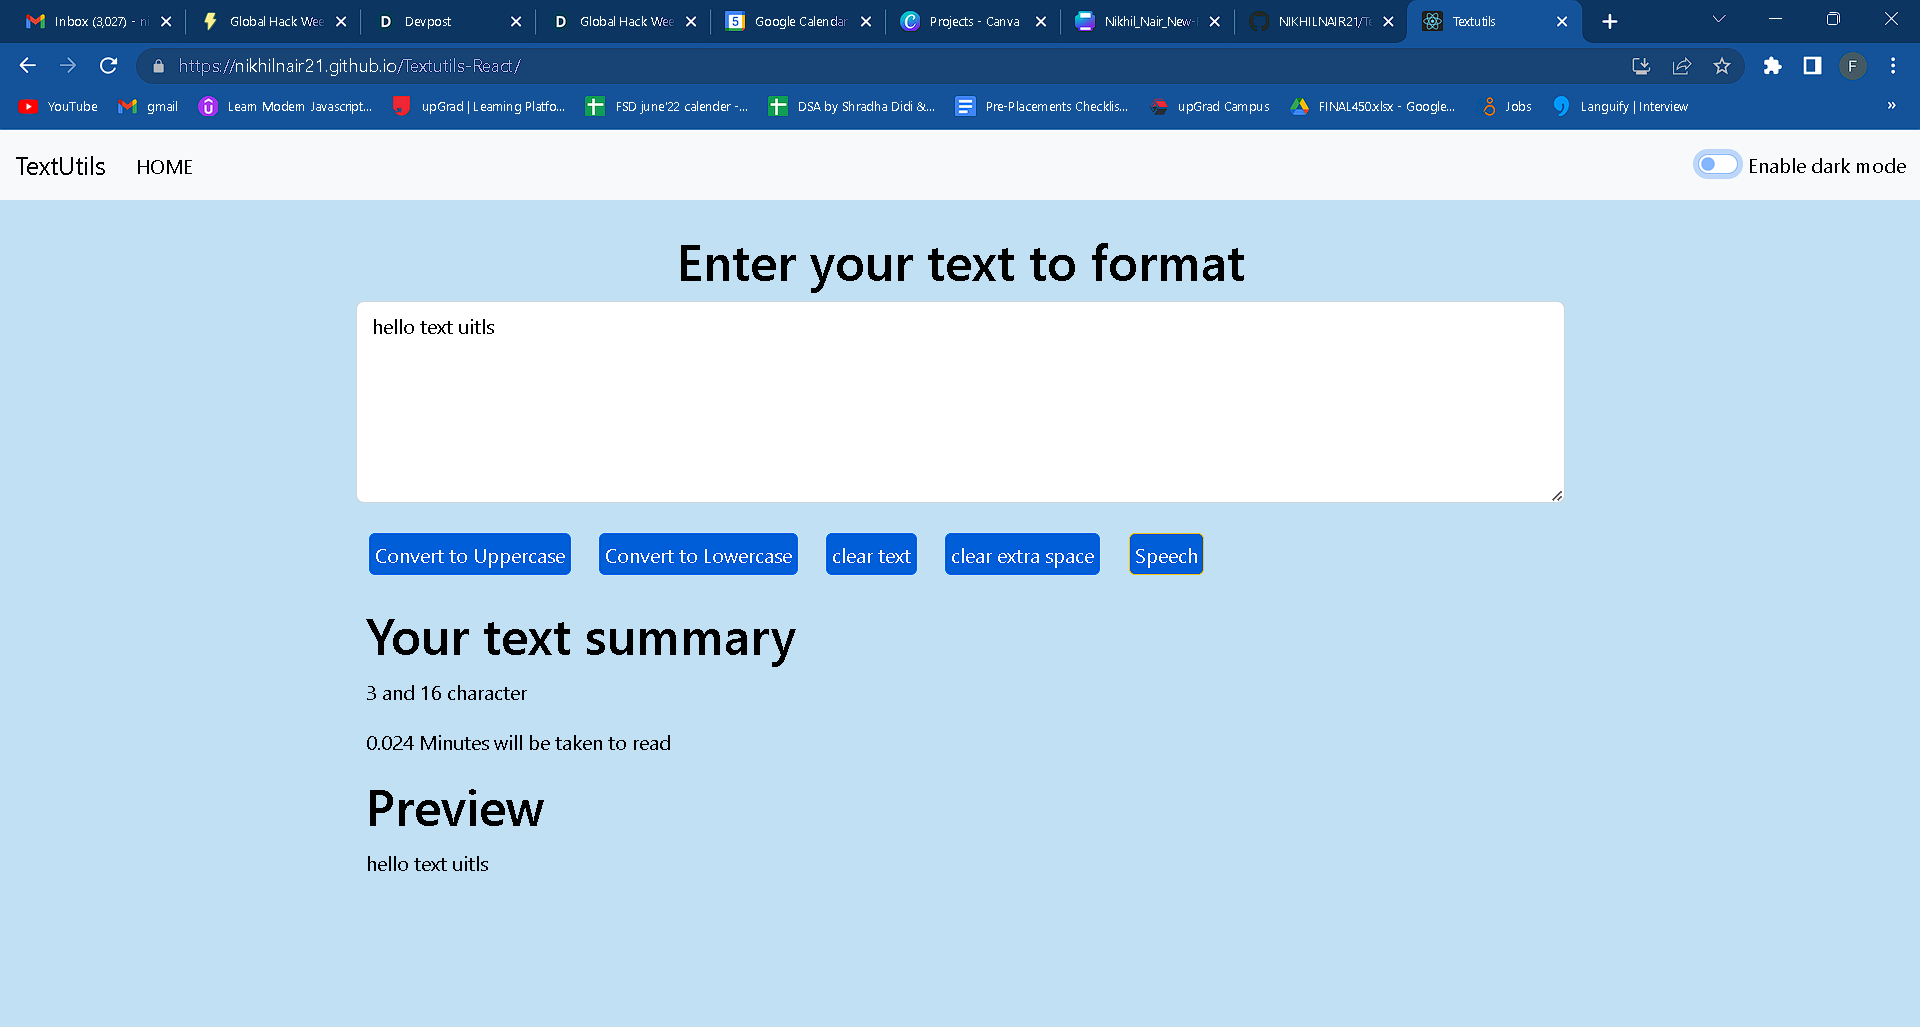 Inbox (3,027) - ni
Global Hack Wee
Devpost
Global Hack Wee
Google Calendar
Projects - Canva
Nikhil_Nair_New-
NIKHILNAIR21/Te
Textutils
https://nikhilnair21.github.io/Textutils-React/
F
YouTube
gmail
Learn Modern Javascript...
upGrad | Learning Platfo...
FSD june'22 calender -...
DSA by Shradha Didi &...
Pre-Placements Checklis...
upGrad Campus
FINAL450.xlsx - Google...
Jobs
Languify | Interview
»
TextUtils
HOME
Enable dark mode
Enter your text to format
hello text uitls
Convert to Uppercase
Convert to Lowercase
clear text
clear extra space
Speech
Your text summary
3 and 16 character
0.024 Minutes will be taken to read
Preview
hello text uitls